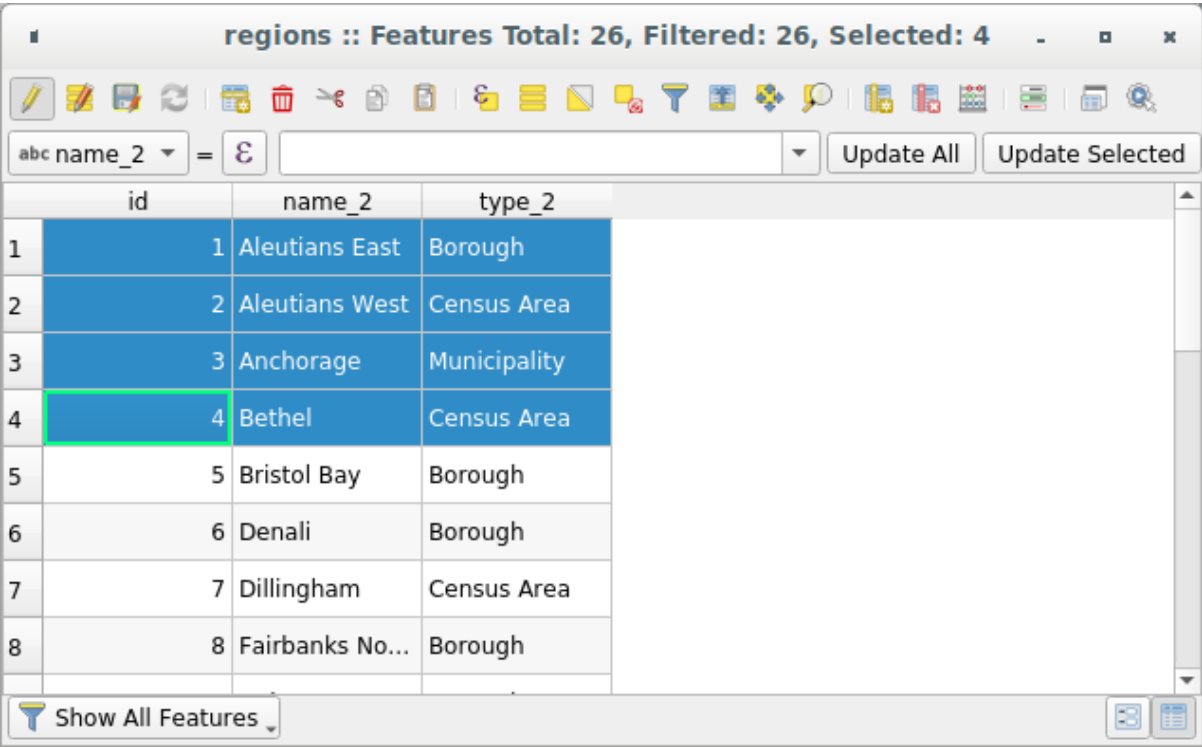 regions :: Features Total: 26, Filtered: 26, Selected: 4
abc name_2 = ε Update All Update Selected
id name_2 type_2
1 1 Aleutians East Borough
2 2 Aleutians West Census Area
3 3 Anchorage Municipality
4 4 Bethel Census Area
5 5 Bristol Bay Borough
6 6 Denali Borough
7 7 Dillingham Census Area
8 8 Fairbanks No... Borough
Show All Features